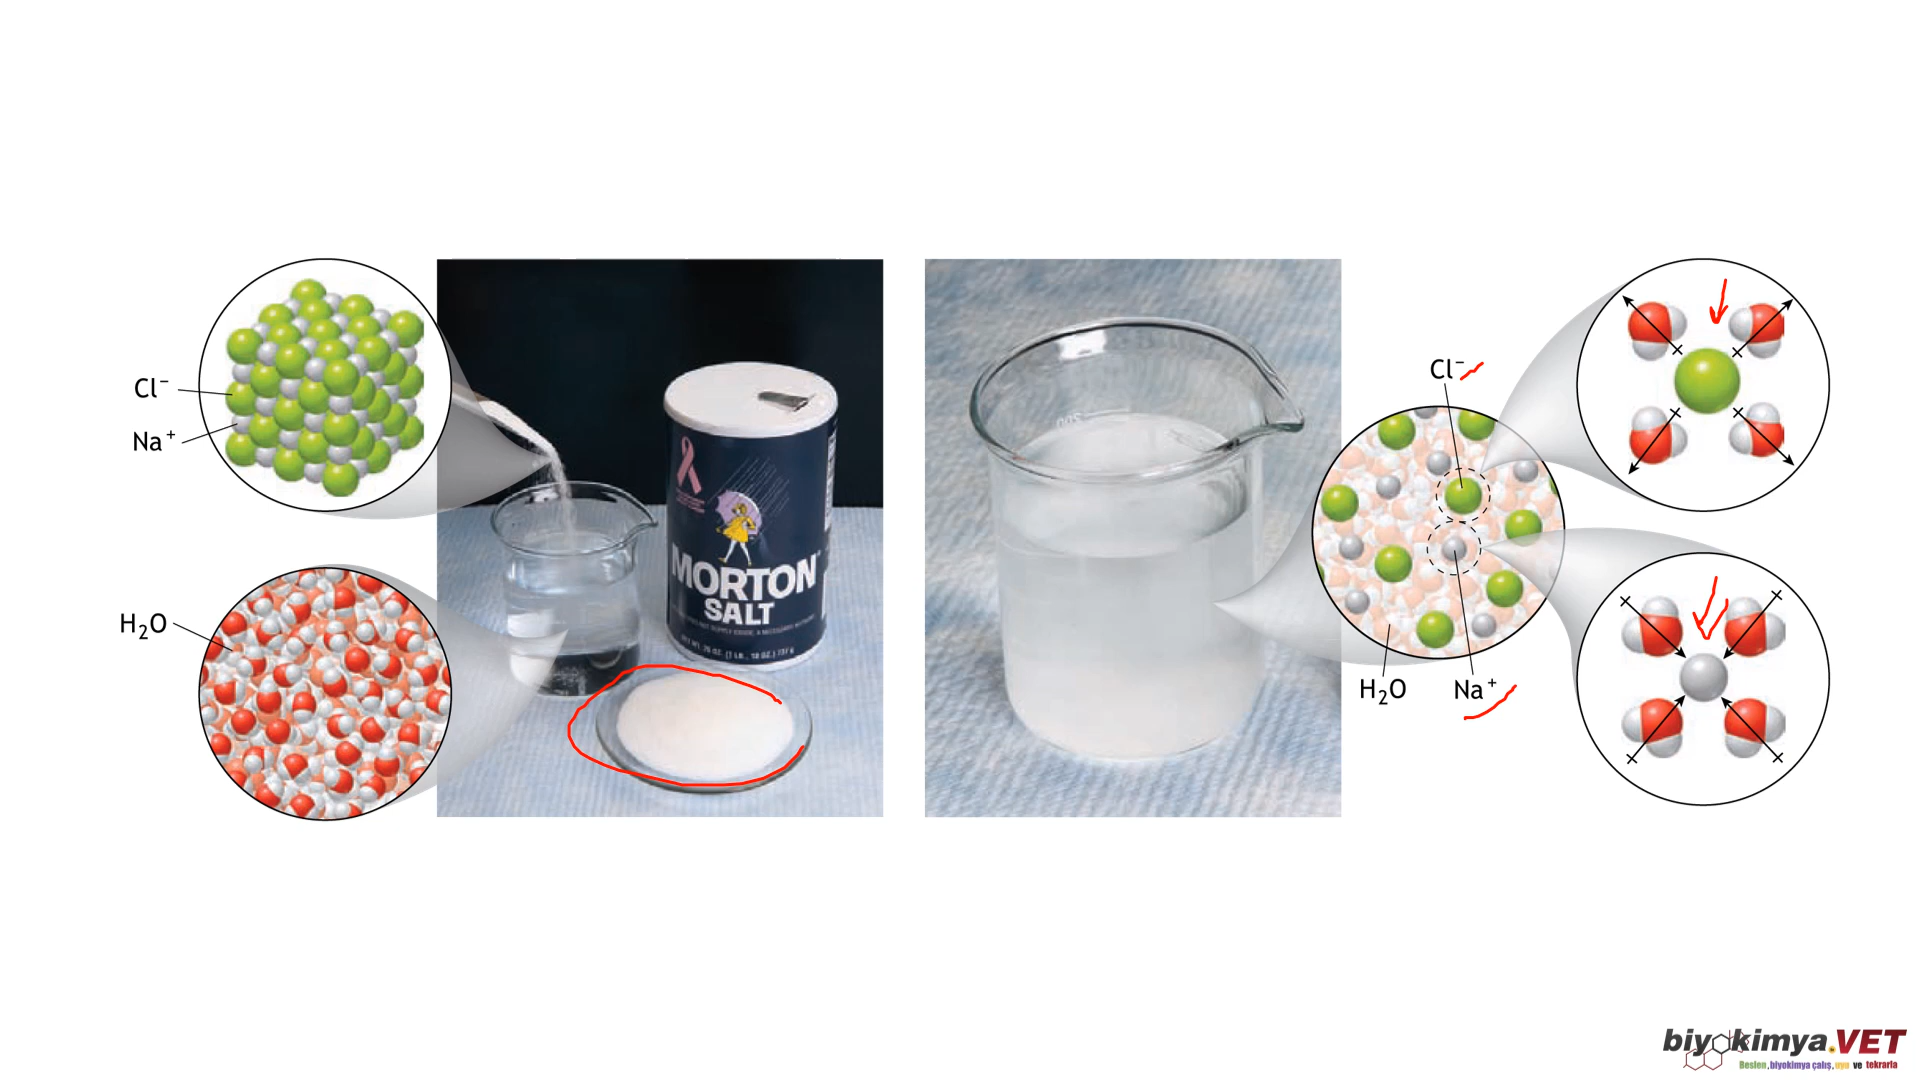 Cl⁻
Na⁺
H₂O
MORTON
SALT
Cl⁻
H₂O
Na⁺
biyokimya.VET
Beslen, biyokimya çalış, uyu ve tekrarla